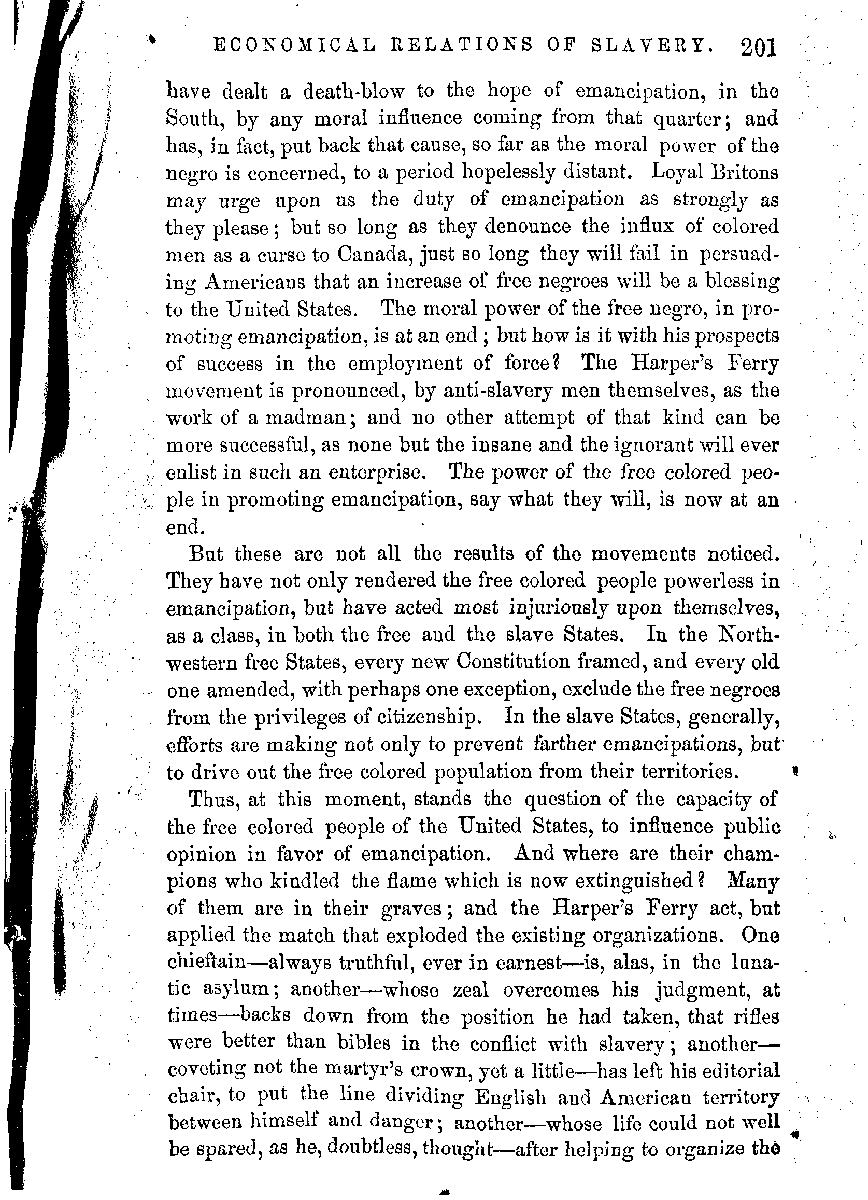 ECONOMICAL RELATIONS OF SLAVERY. 201
have dealt a death-blow to the hope of emancipation, in the
South, by any moral influence coming from that quarter; and
has, in fact, put back that cause, so far as the moral power of the
negro is concerned, to a period hopelessly distant. Loyal Britons
may urge upon us the duty of emancipation as strongly as
they please; but so long as they denounce the influx of colored
men as a curse to Canada, just so long they will fail in persuad-
ing Americans that an increase of free negroes will be a blessing
to the United States. The moral power of the free negro, in pro-
moting emancipation, is at an end; but how is it with his prospects
of success in the employment of force? The Harper's Ferry
movement is pronounced, by anti-slavery men themselves, as the
work of a madman; and no other attempt of that kind can be
more successful, as none but the insane and the ignorant will ever
enlist in such an enterprise. The power of the free colored peo-
ple in promoting emancipation, say what they will, is now at an
end.
But these are not all the results of the movements noticed.
They have not only rendered the free colored people powerless in
emancipation, but have acted most injuriously upon themselves,
as a class, in both the free and the slave States. In the North-
western free States, every new Constitution framed, and every old
one amended, with perhaps one exception, exclude the free negroes
from the privileges of citizenship. In the slave States, generally,
efforts are making not only to prevent farther emancipations, but
to drive out the free colored population from their territories.
Thus, at this moment, stands the question of the capacity of
the free colored people of the United States, to influence public
opinion in favor of emancipation. And where are their cham-
pions who kindled the flame which is now extinguished? Many
of them are in their graves; and the Harper's Ferry act, but
applied the match that exploded the existing organizations. One
chieftain—always truthful, ever in earnest—is, alas, in the luna-
tic asylum; another—whose zeal overcomes his judgment, at
times—backs down from the position he had taken, that rifles
were better than bibles in the conflict with slavery; another—
coveting not the martyr's crown, yet a little—has left his editorial
chair, to put the line dividing English and American territory
between himself and danger; another—whose life could not well
be spared, as he, doubtless, thought—after helping to organize the